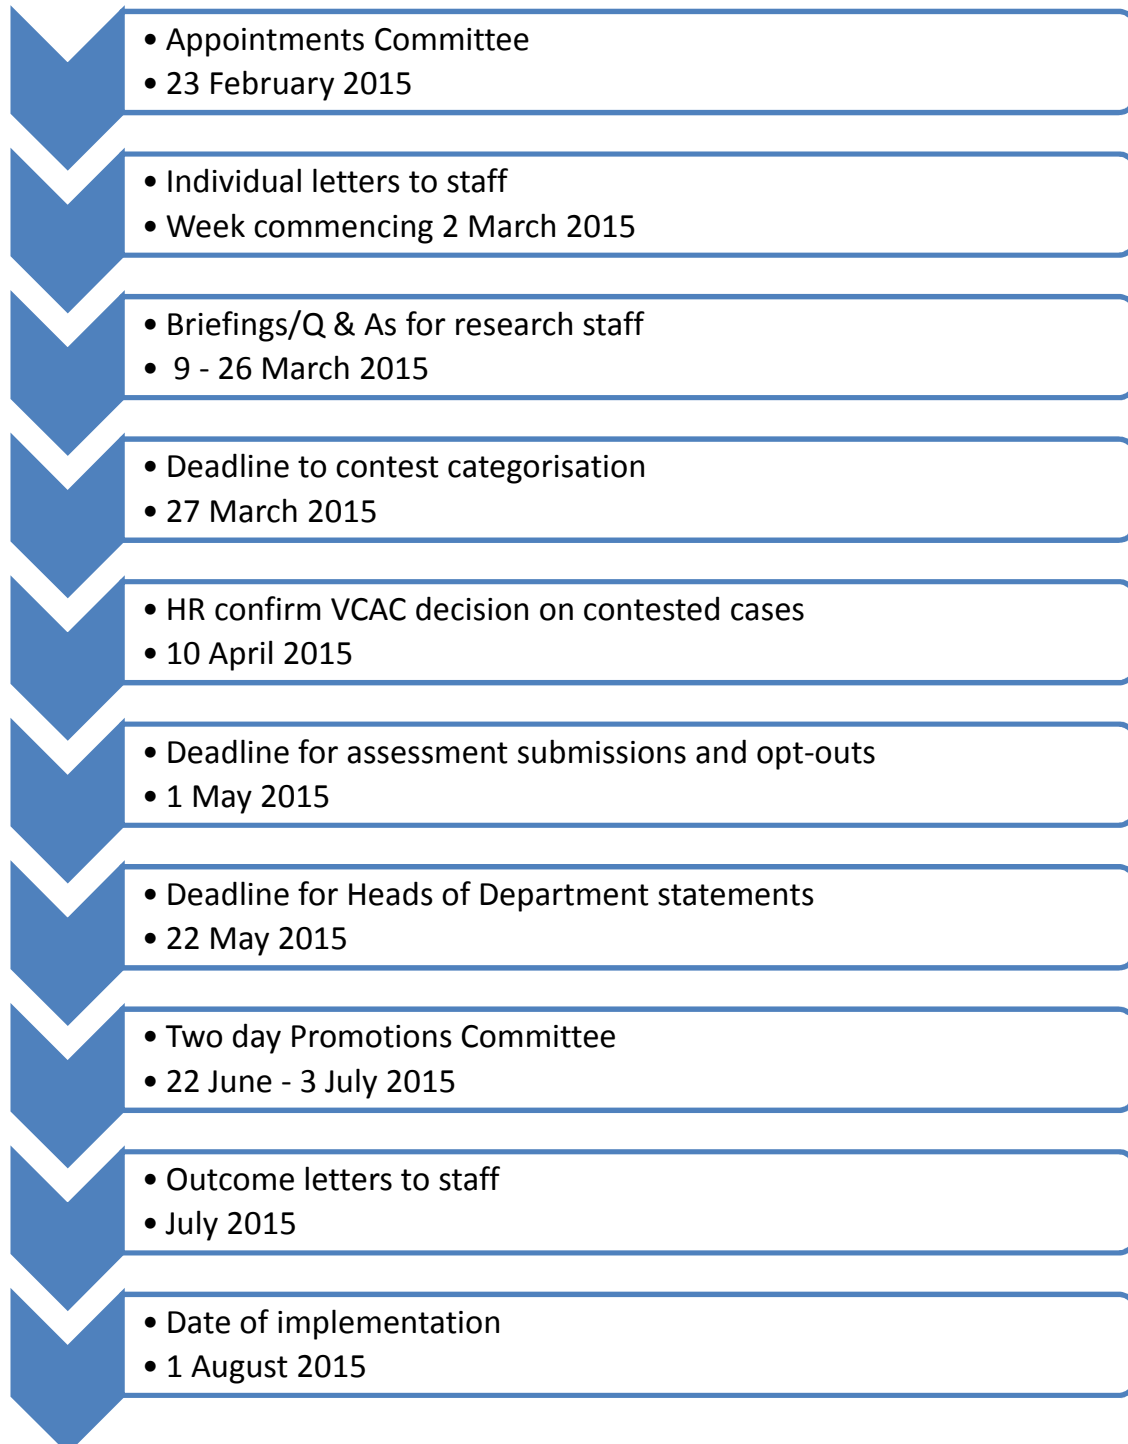 • Appointments Committee
• 23 February 2015
• Individual letters to staff
• Week commencing 2 March 2015
• Briefings/Q & As for research staff
• 9 - 26 March 2015
• Deadline to contest categorisation
• 27 March 2015
• HR confirm VCAC decision on contested cases
• 10 April 2015
• Deadline for assessment submissions and opt-outs
• 1 May 2015
• Deadline for Heads of Department statements
• 22 May 2015
• Two day Promotions Committee
• 22 June - 3 July 2015
• Outcome letters to staff
• July 2015
• Date of implementation
• 1 August 2015